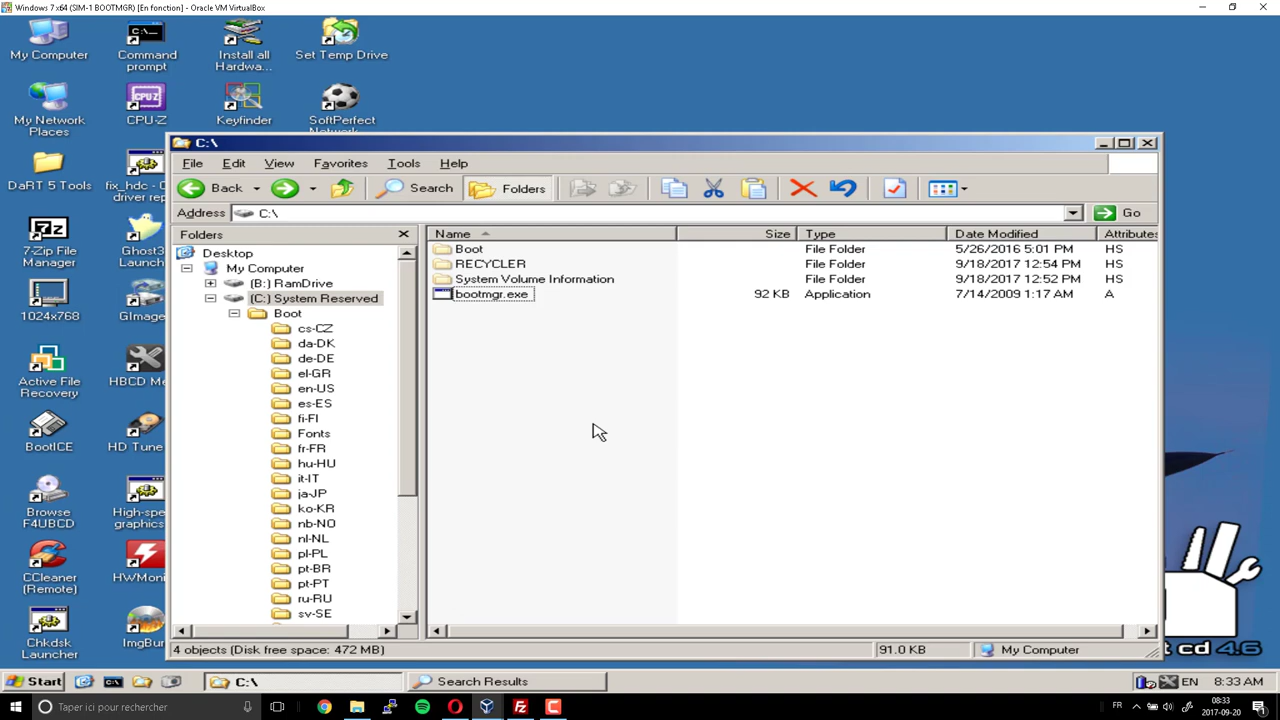 Windows 7 x64 (SIM-1 BOOTMGR) [En fonction] - Oracle VM VirtualBox
My Computer
Command prompt
Install all Hardwa...
Set Temp Drive
My Network Places
CPU-Z
Keyfinder
SoftPerfect Network
DaRT 5 Tools
fix_hdc -
driver rep
7-Zip File Manager
Ghost3
Launch
1024x768
GImage
Active File Recovery
HBCD Me
BootICE
HD Tune
Browse F4UBCD
High-spe
graphics
CCleaner (Remote)
HWMoni
Chkdsk Launcher
ImgBur
C:\
File Edit View Favorites Tools Help
Back Search Folders
Address C:\ Go
Folders
Desktop
My Computer
(B:) RamDrive
(C:) System Reserved
Boot
cs-CZ
da-DK
de-DE
el-GR
en-US
es-ES
fi-FI
Fonts
fr-FR
hu-HU
it-IT
ja-JP
ko-KR
nb-NO
nl-NL
pl-PL
pt-BR
pt-PT
ru-RU
sv-SE
Name Size Type Date Modified Attributes
Boot File Folder 5/26/2016 5:01 PM HS
RECYCLER File Folder 9/18/2017 12:54 PM HS
System Volume Information File Folder 9/18/2017 12:52 PM HS
bootmgr.exe 92 KB Application 7/14/2009 1:17 AM A
4 objects (Disk free space: 472 MB) 91.0 KB My Computer
t cd 4.6
Start C:\ Search Results EN 8:33 AM
Taper ici pour rechercher FR 08:33
2017-09-20